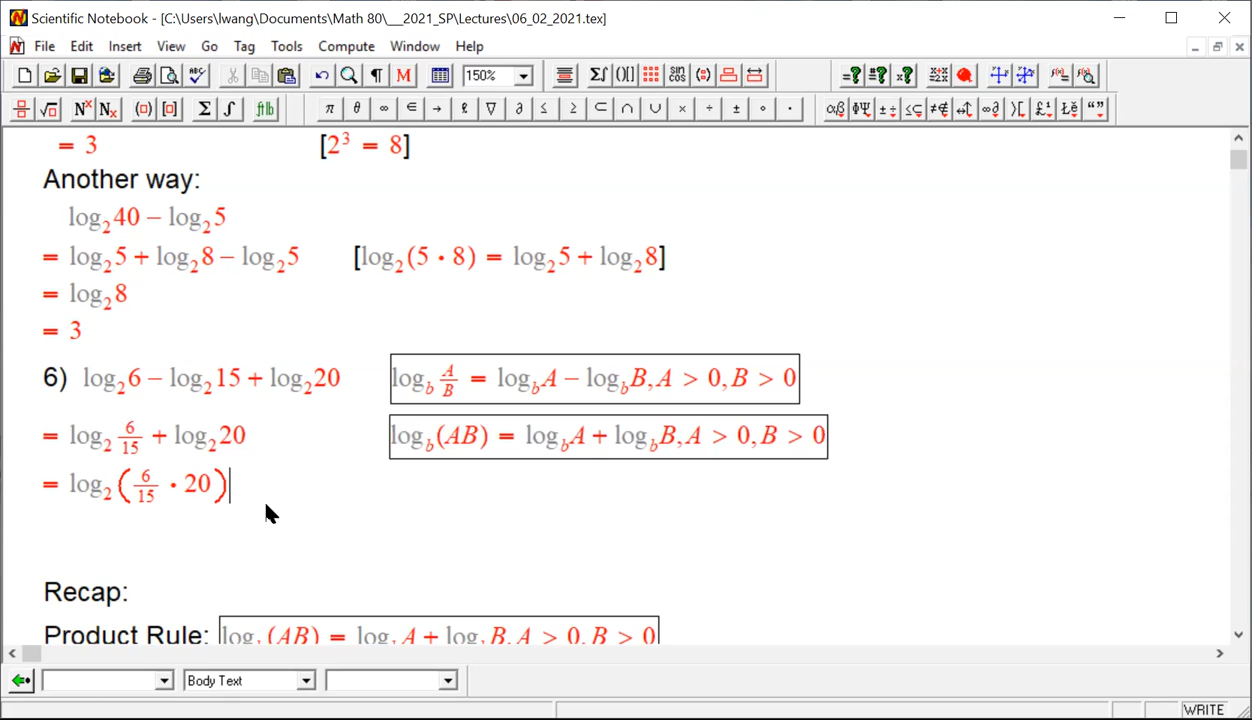 Scientific Notebook - [C:\Users\lwang\Documents\Math 80\__2021_SP\Lectures\06_02_2021.tex]
File Edit Insert View Go Tag Tools Compute Window Help
150%
= 3 [2³ = 8]
Another way:
log₂40 − log₂5
= log₂5 + log₂8 − log₂5 [log₂(5 · 8) = log₂5 + log₂8]
= log₂8
= 3
6) log₂6 − log₂15 + log₂20 log_b A/B = log_b A − log_b B, A > 0, B > 0
= log₂ 6/15 + log₂20 log_b(AB) = log_b A + log_b B, A > 0, B > 0
= log₂(6/15 · 20)
Recap:
Product Rule: log_b(AB) = log_b A + log_b B, A > 0, B > 0
Body Text
WRITE